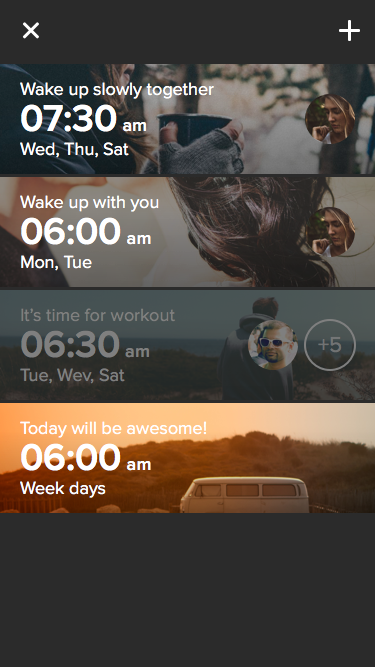 Wake up slowly together
07:30 am
Wed, Thu, Sat
Wake up with you
06:00 am
Mon, Tue
It's time for workout
06:30 am
+5
Tue, Wev, Sat
Today will be awesome!
06:00 am
Week days